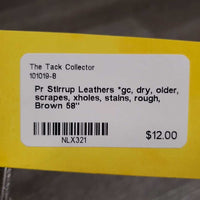 The Tack Collector
101019-8
Pr Stirrup Leathers *gc, dry, older,
scrapes, xholes, stains, rough,
Brown 58"
NLX321
$12.00